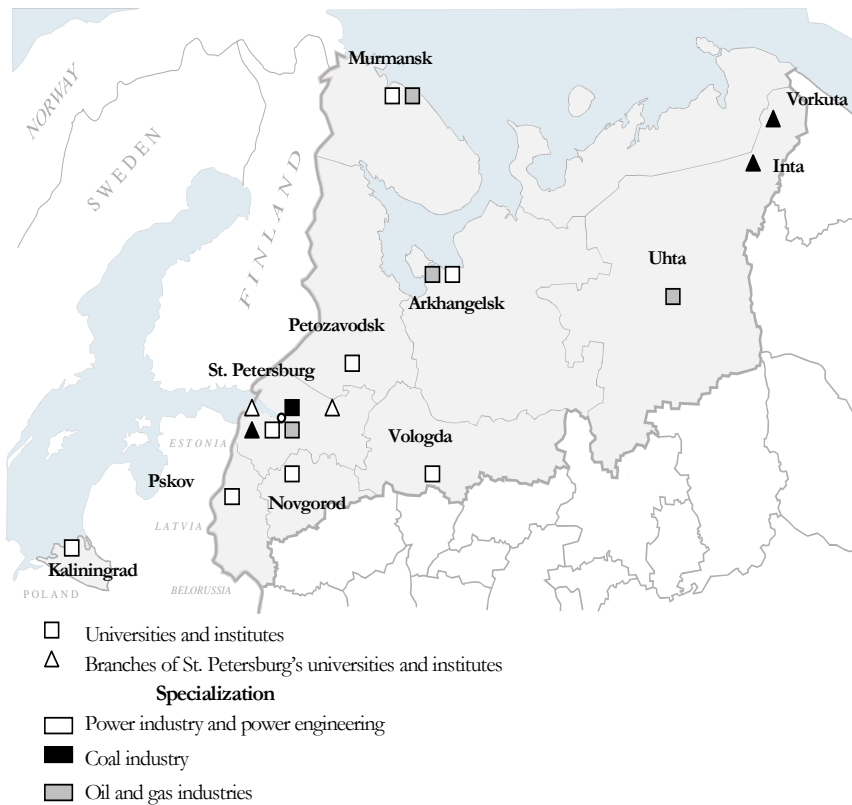 Murmansk
NORWAY
Vorkuta
SWEDEN
Inta
FINLAND
Uhta
Arkhangelsk
Petozavodsk
St. Petersburg
Vologda
ESTONIA
Pskov
Novgorod
LATVIA
Kaliningrad
POLAND
BELORUSSIA
Universities and institutes
Branches of St. Petersburg's universities and institutes
Specialization
Power industry and power engineering
Coal industry
Oil and gas industries